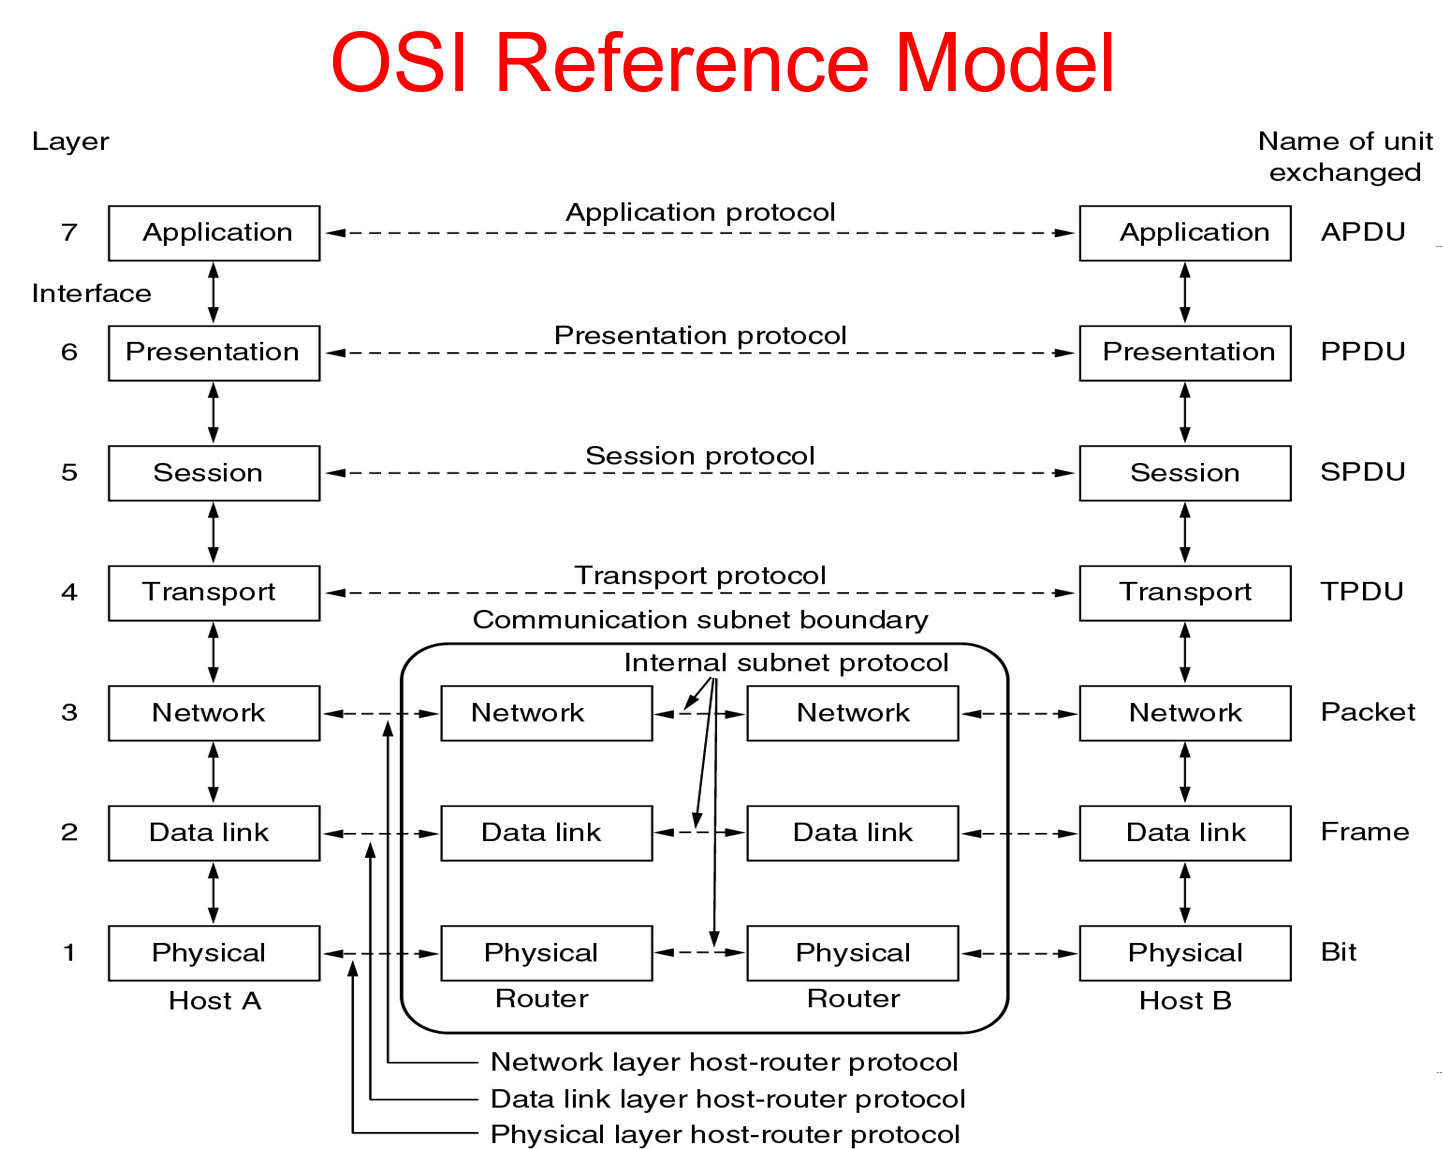 OSI Reference Model
Layer
Name of unit
exchanged
7
Application
Application protocol
Application
APDU
Interface
6
Presentation
Presentation protocol
Presentation
PPDU
5
Session
Session protocol
Session
SPDU
4
Transport
Transport protocol
Transport
TPDU
Communication subnet boundary
Internal subnet protocol
3
Network
Network
Network
Network
Packet
2
Data link
Data link
Data link
Data link
Frame
1
Physical
Physical
Physical
Physical
Bit
Host A
Router
Router
Host B
Network layer host-router protocol
Data link layer host-router protocol
Physical layer host-router protocol